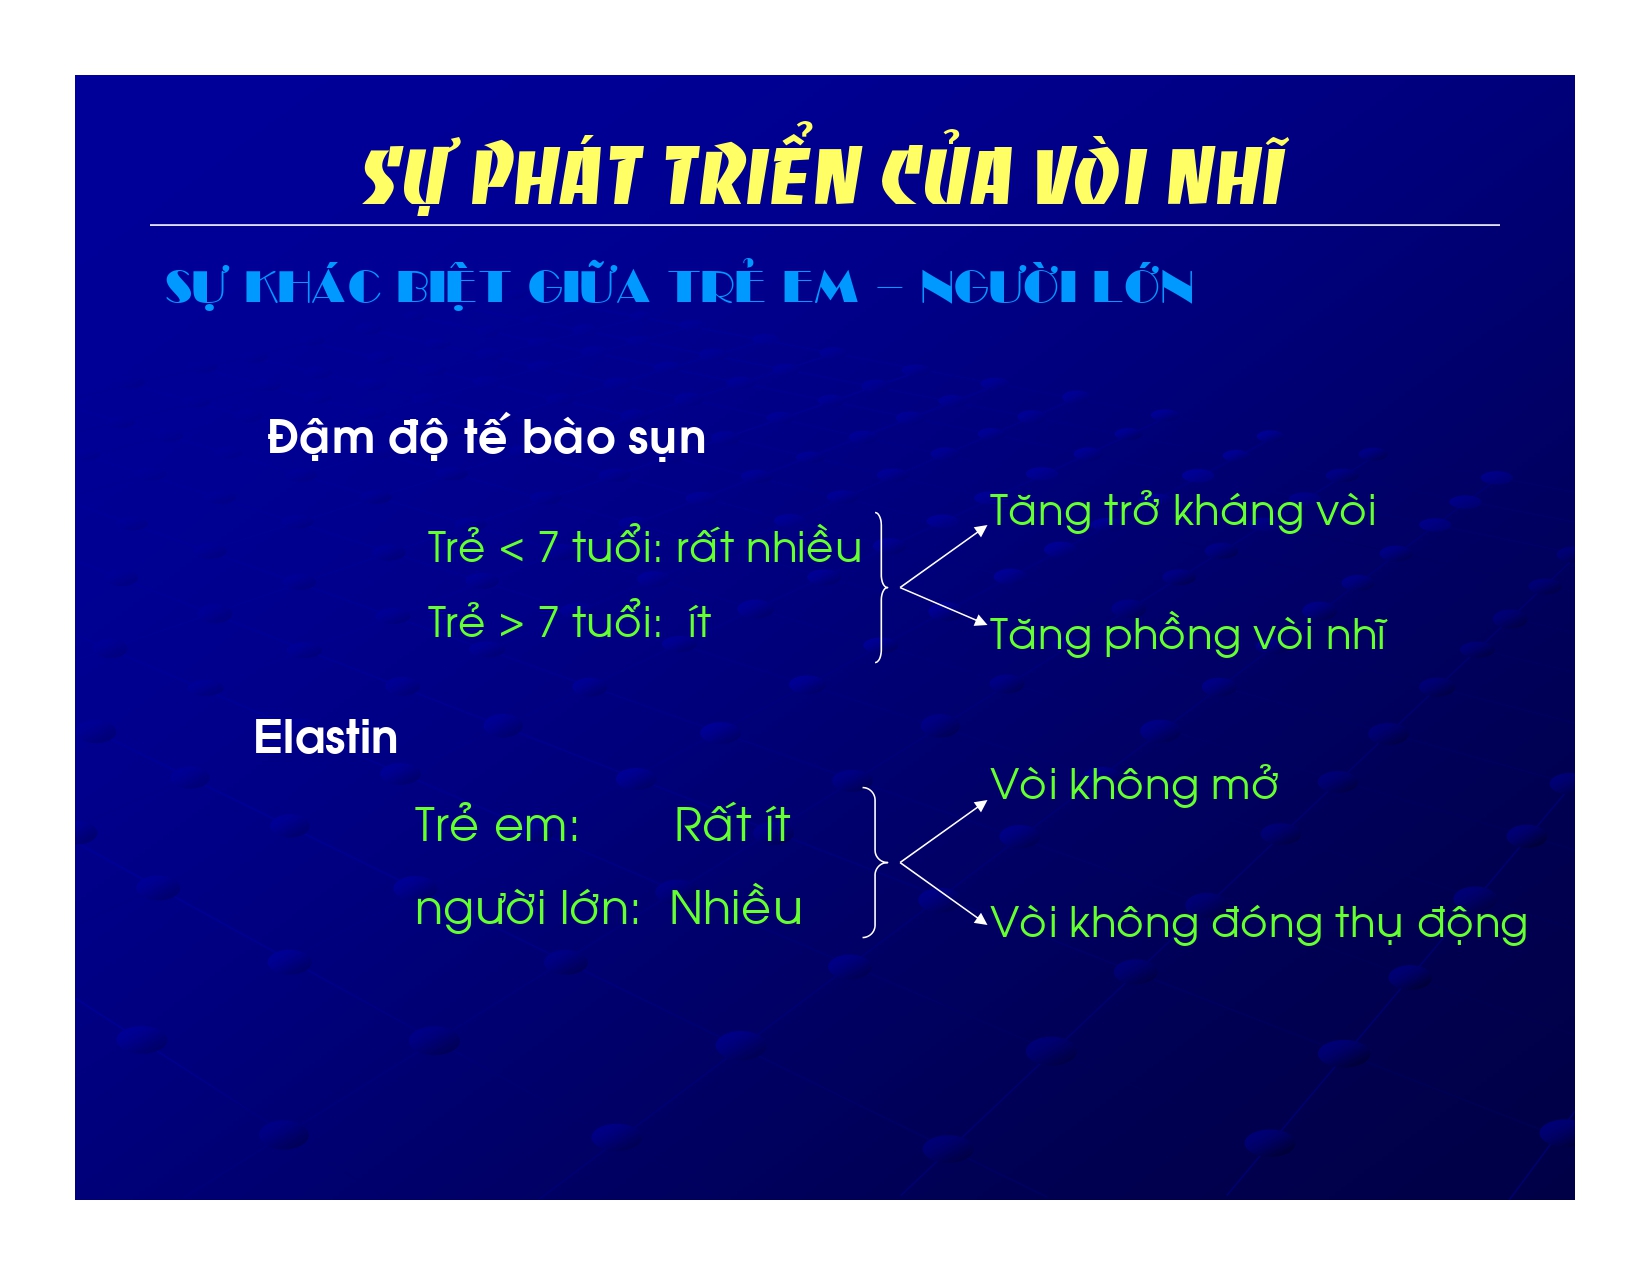 SỰ PHÁT TRIỂN CỦA VÒI NHĨ
SỰ KHÁC BIỆT GIỮA TRẺ EM – NGƯỜI LỚN
Đậm độ tế bào sụn
Trẻ < 7 tuổi: rất nhiều
Trẻ > 7 tuổi: ít
Tăng trở kháng vòi
Tăng phồng vòi nhĩ
Elastin
Trẻ em: Rất ít
người lớn: Nhiều
Vòi không mở
Vòi không đóng thụ động